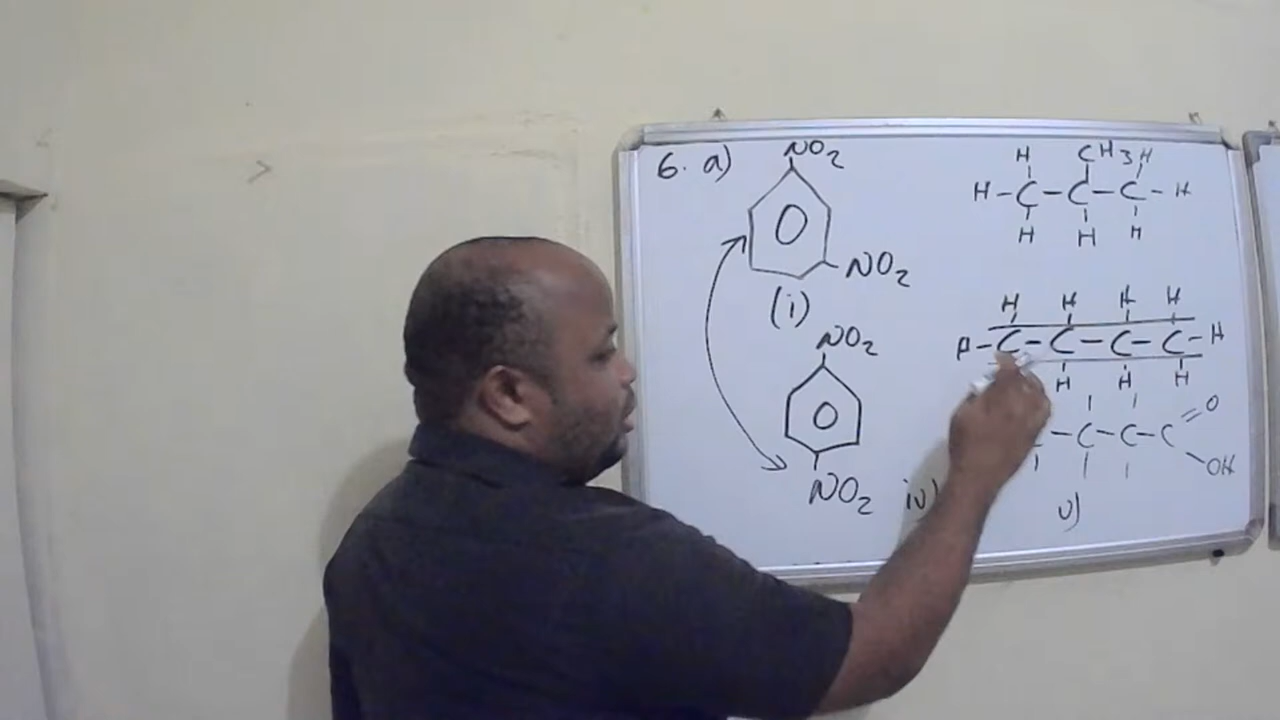 6. a)
NO2
NO2
(i)
NO2
NO2
H CH3 H
H-C-C-C-H
H H H
H H H H
H-C-C-C-C-H
H H H
C-C-C
O
OH
iv)
v)